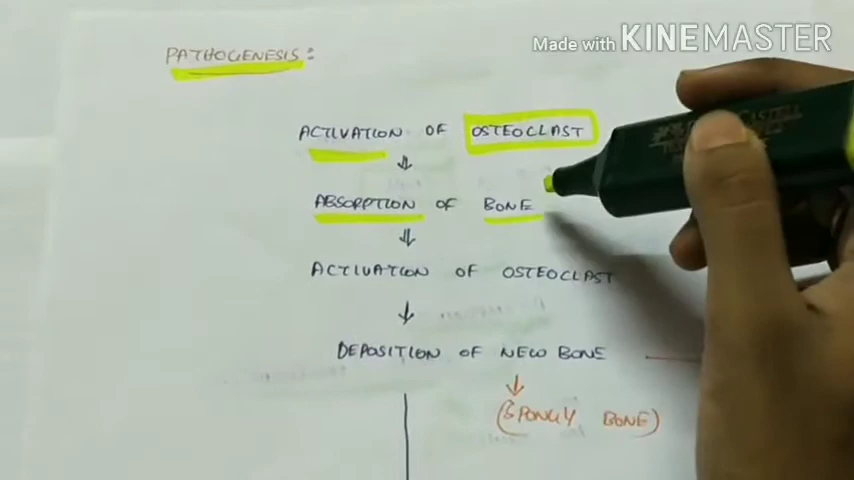 Made with KINEMASTER
PATHOGENESIS:
ACTIVATION OF OSTEOCLAST
ABSORPTION OF BONE
ACTIVATION OF OSTEOCLAST
DEPOSITION OF NEW BONE
(SPONGY BONE)